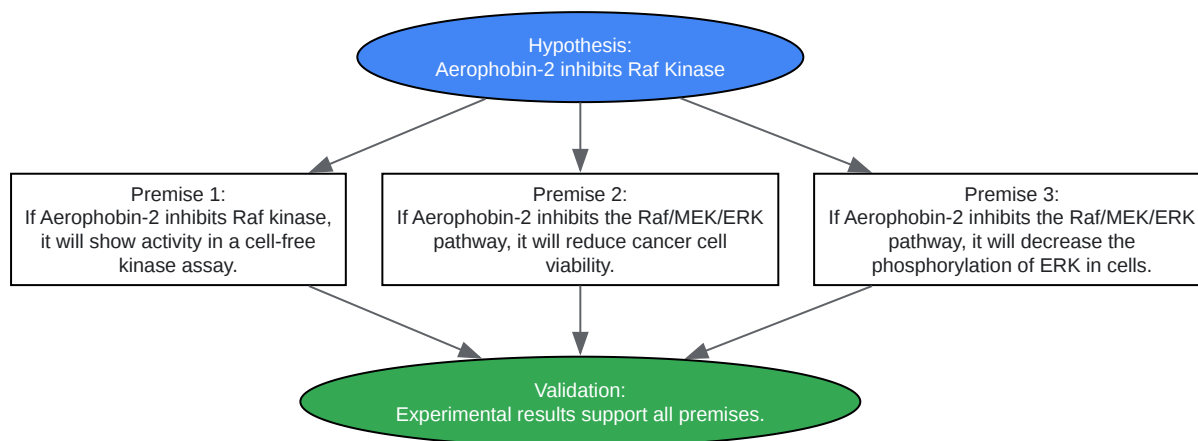 Hypothesis:
Aerophobin-2 inhibits Raf Kinase
Premise 1:
If Aerophobin-2 inhibits Raf kinase,
it will show activity in a cell-free
kinase assay.
Premise 2:
If Aerophobin-2 inhibits the Raf/MEK/ERK
pathway, it will reduce cancer cell
viability.
Premise 3:
If Aerophobin-2 inhibits the Raf/MEK/ERK
pathway, it will decrease the
phosphorylation of ERK in cells.
Validation:
Experimental results support all premises.